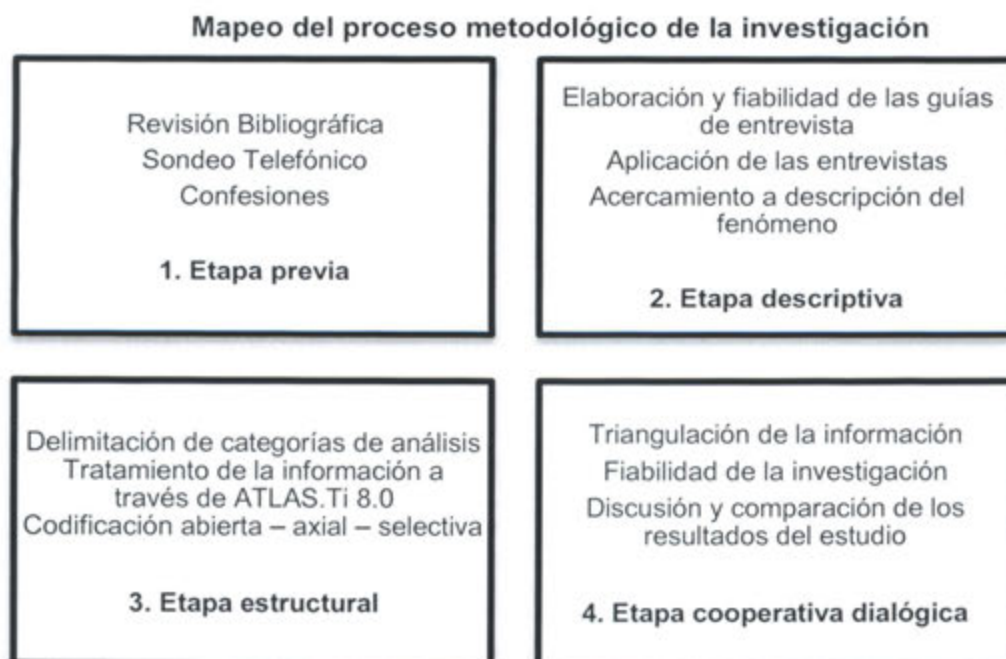 Mapeo del proceso metodológico de la investigación
Revisión Bibliográfica
Sondeo Telefónico
Confesiones
1. Etapa previa
Elaboración y fiabilidad de las guías
de entrevista
Aplicación de las entrevistas
Acercamiento a descripción del
fenómeno
2. Etapa descriptiva
Delimitación de categorías de análisis
Tratamiento de la información a
través de ATLAS.Ti 8.0
Codificación abierta – axial – selectiva
3. Etapa estructural
Triangulación de la información
Fiabilidad de la investigación
Discusión y comparación de los
resultados del estudio
4. Etapa cooperativa dialógica